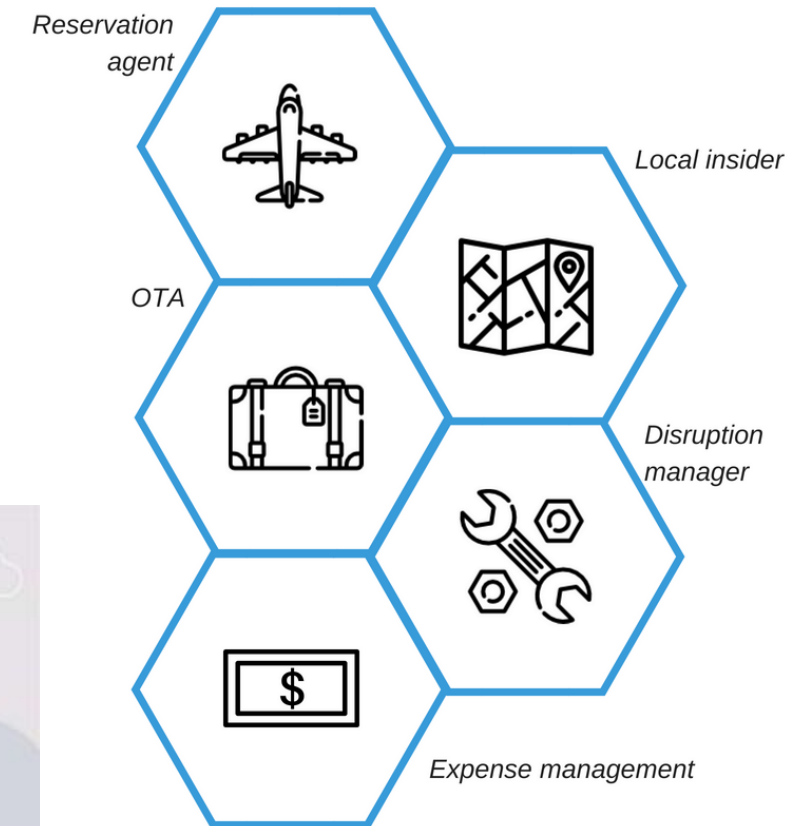 Reservation
agent
Local insider
OTA
Disruption
manager
$
Expense management